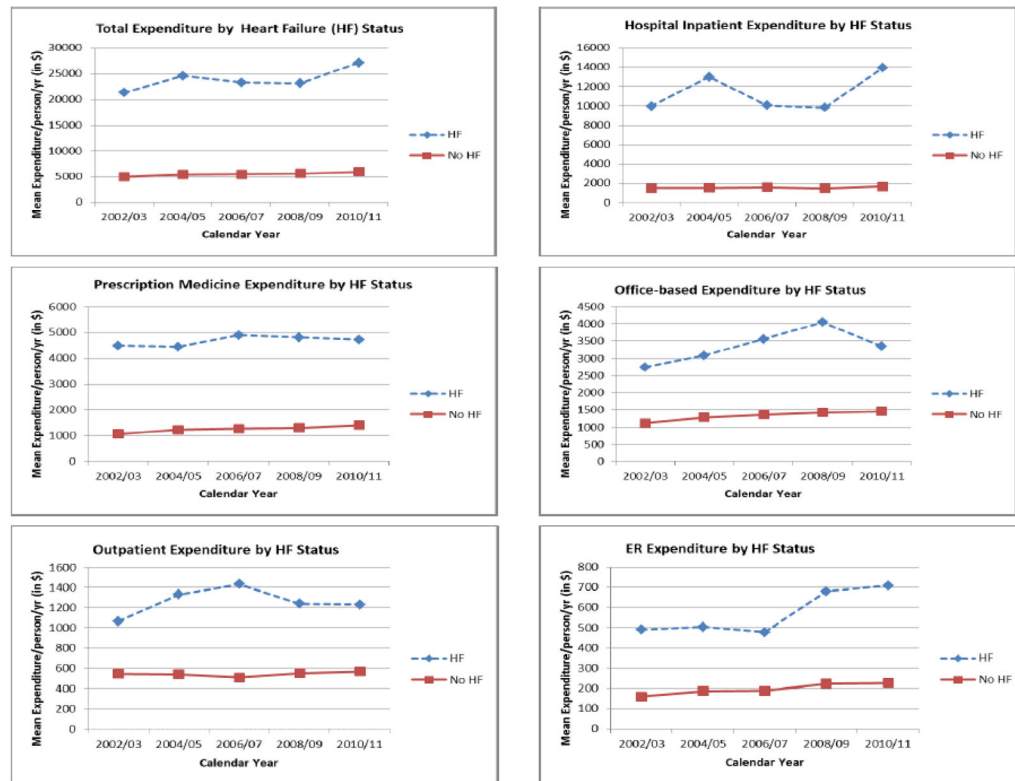 Total Expenditure by Heart Failure (HF) Status
Mean Expenditure/person/yr (in $)
30000
25000
20000
15000
10000
5000
0
2002/03 2004/05 2006/07 2008/09 2010/11
Calendar Year
HF
No HF
Hospital Inpatient Expenditure by HF Status
Mean Expenditure/person/yr (in $)
16000
14000
12000
10000
8000
6000
4000
2000
0
2002/03 2004/05 2006/07 2008/09 2010/11
Calendar Year
HF
No HF
Prescription Medicine Expenditure by HF Status
Mean Expenditure/person/yr (in $)
6000
5000
4000
3000
2000
1000
0
2002/03 2004/05 2006/07 2008/09 2010/11
Calendar Year
HF
No HF
Office-based Expenditure by HF Status
Mean Expenditure/person/yr (in $)
4500
4000
3500
3000
2500
2000
1500
1000
500
0
2002/03 2004/05 2006/07 2008/09 2010/11
Calendar Year
HF
No HF
Outpatient Expenditure by HF Status
Mean Expenditure/person/yr (in $)
1600
1400
1200
1000
800
600
400
200
0
2002/03 2004/05 2006/07 2008/09 2010/11
Calendar Year
HF
No HF
ER Expenditure by HF Status
Mean Expenditure/person/yr (in $)
800
700
600
500
400
300
200
100
0
2002/03 2004/05 2006/07 2008/09 2010/11
Calendar Year
HF
No HF